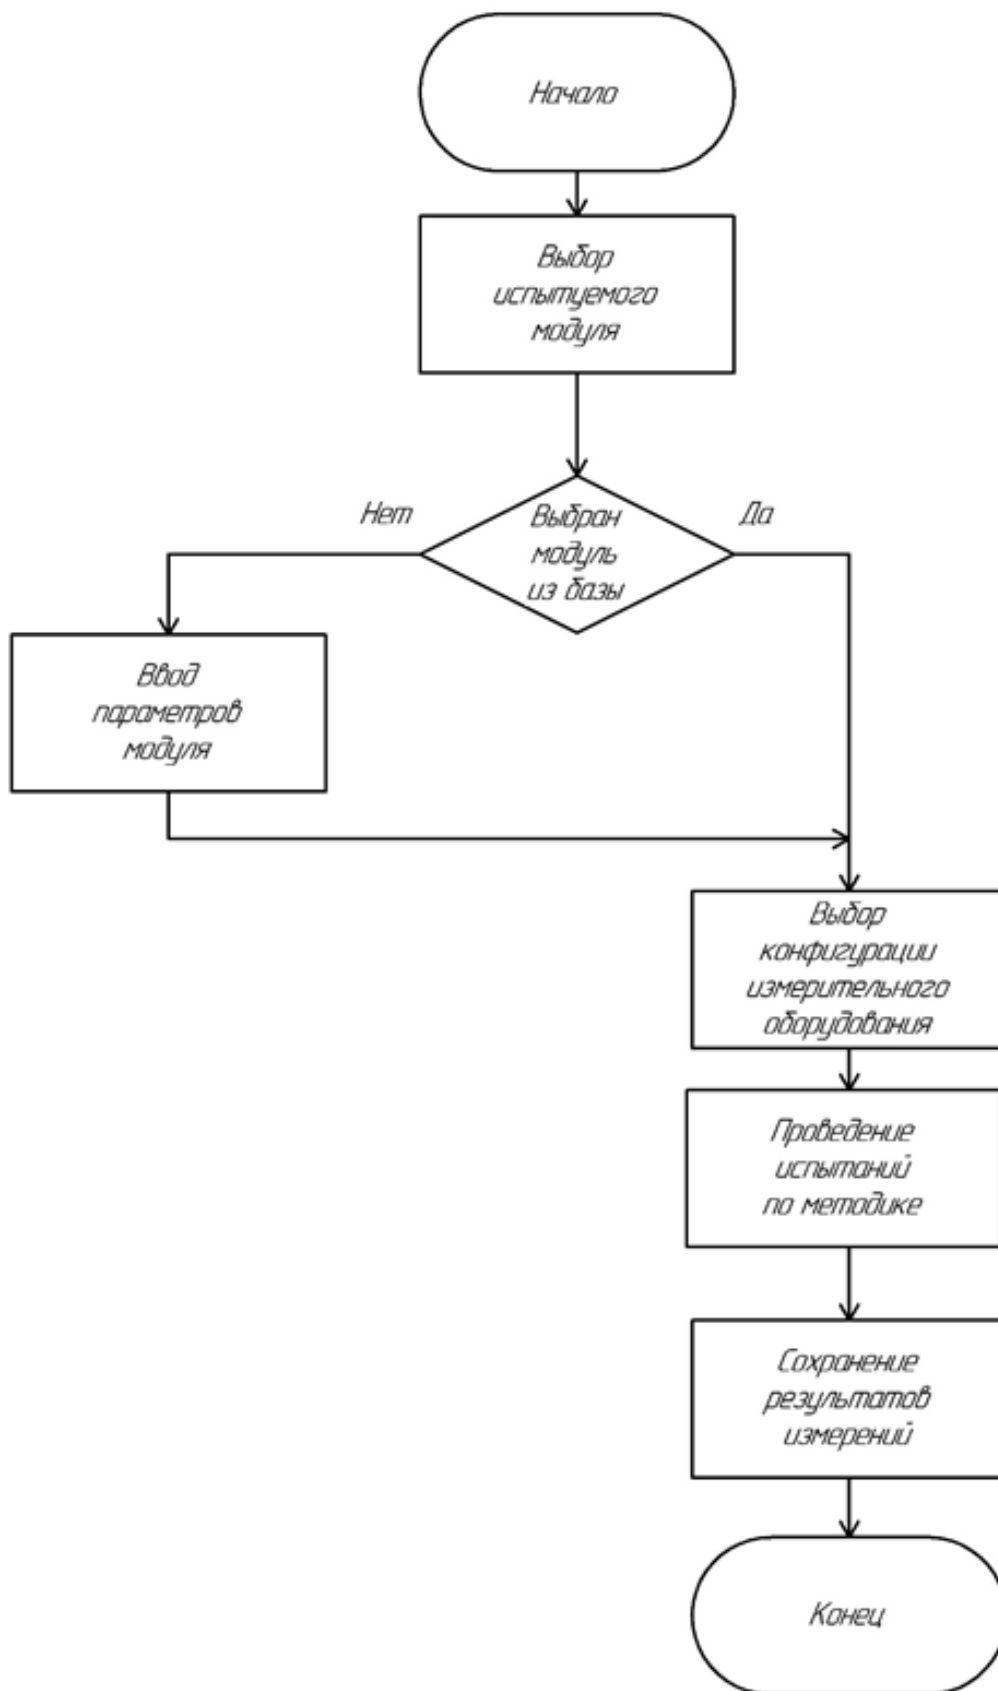 Начало
Выбор
испытуемого
модуля
Нет
Выбран
модуль
из базы
Да
Ввод
параметров
модуля
Выбор
конфигурации
измерительного
оборудования
Проведение
испытаний
по методике
Сохранение
результатов
измерений
Конец